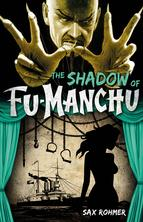 THE SHADOW OF
FU-MANCHU
SAX ROHMER